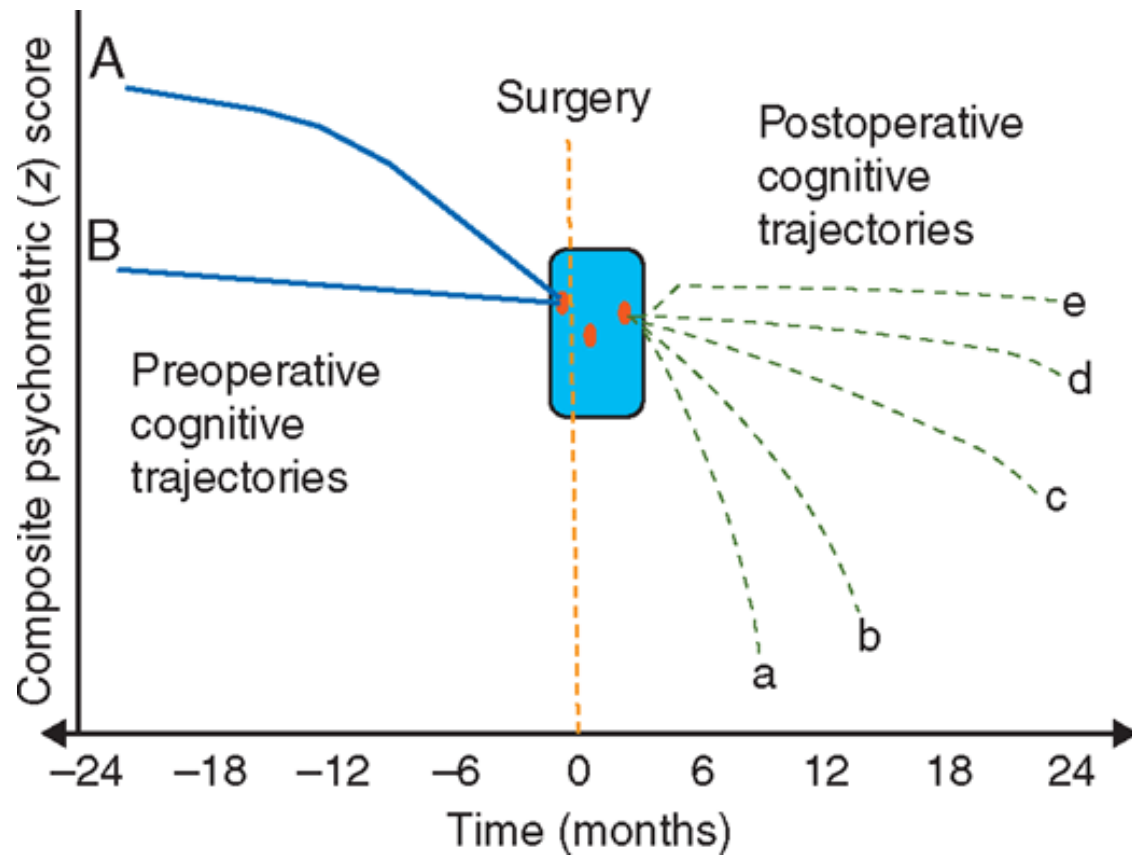 Composite psychometric (z) score
A
B
Surgery
Postoperative
cognitive
trajectories
Preoperative
cognitive
trajectories
e
d
c
b
a
–24 –18 –12 –6 0 6 12 18 24
Time (months)